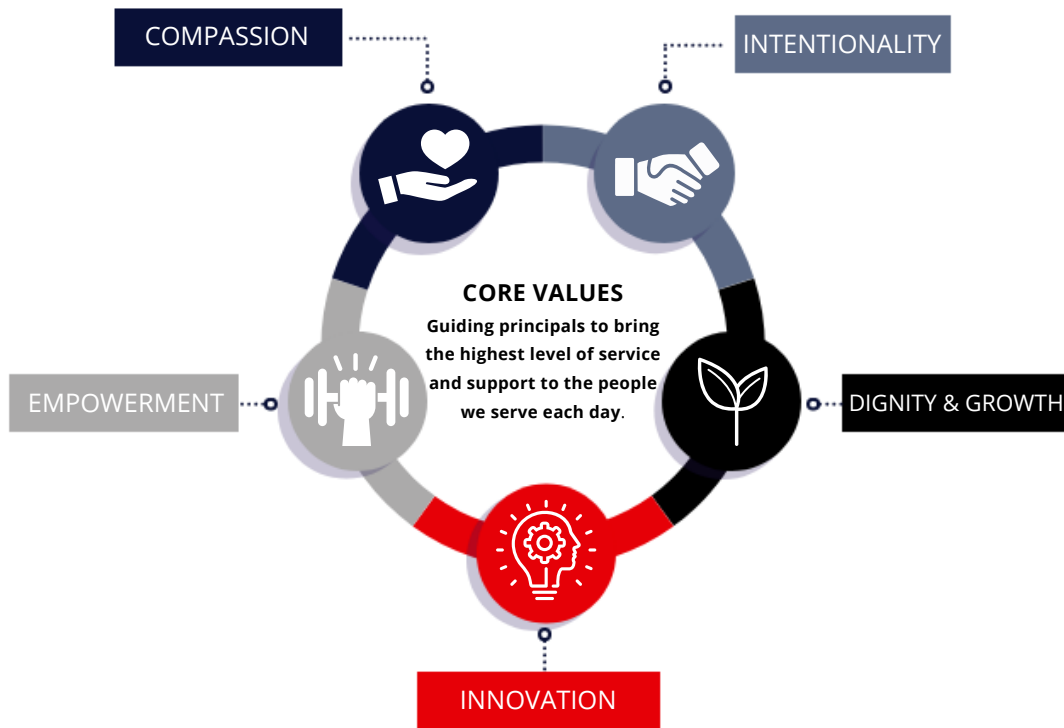 COMPASSION
INTENTIONALITY
CORE VALUES
Guiding principals to bring
the highest level of service
and support to the people
we serve each day.
EMPOWERMENT
DIGNITY & GROWTH
INNOVATION